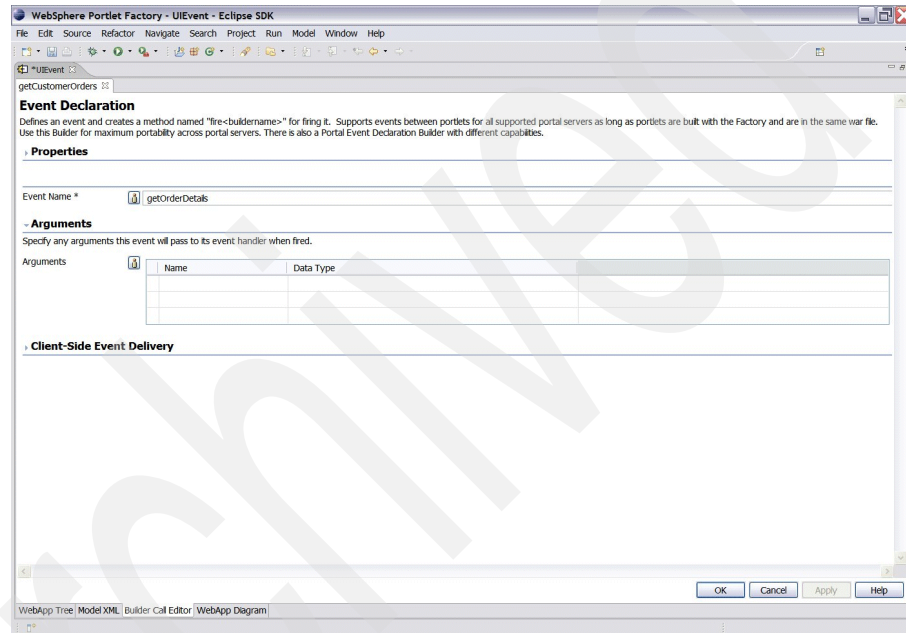 WebSphere Portlet Factory - UIEvent - Eclipse SDK
File Edit Source Refactor Navigate Search Project Run Model Window Help
*UIEvent
getCustomerOrders
Event Declaration
Defines an event and creates a method named "fire<buildername>" for firing it. Supports events between portlets for all supported portal servers as long as portlets are built with the Factory and are in the same war file.
Use this Builder for maximum portability across portal servers. There is also a Portal Event Declaration Builder with different capabilities.
Properties
Event Name * getOrderDetails
Arguments
Specify any arguments this event will pass to its event handler when fired.
Arguments Name Data Type
Client-Side Event Delivery
OK Cancel Apply Help
WebApp Tree Model XML Builder Call Editor WebApp Diagram
Archived